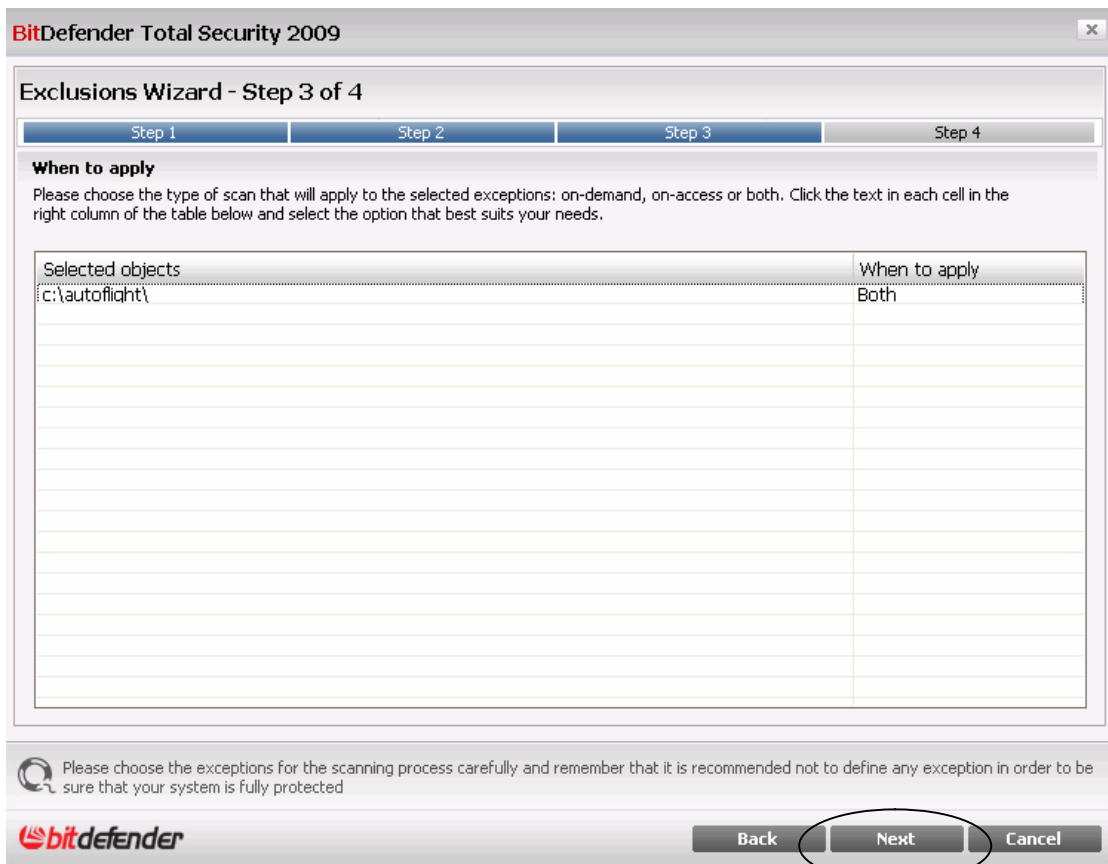 BitDefender Total Security 2009
Exclusions Wizard - Step 3 of 4
Step 1 Step 2 Step 3 Step 4
When to apply
Please choose the type of scan that will apply to the selected exceptions: on-demand, on-access or both. Click the text in each cell in the
right column of the table below and select the option that best suits your needs.
Selected objects When to apply
c:\autoflight\ Both
Please choose the exceptions for the scanning process carefully and remember that it is recommended not to define any exception in order to be
sure that your system is fully protected
bitdefender Back Next Cancel